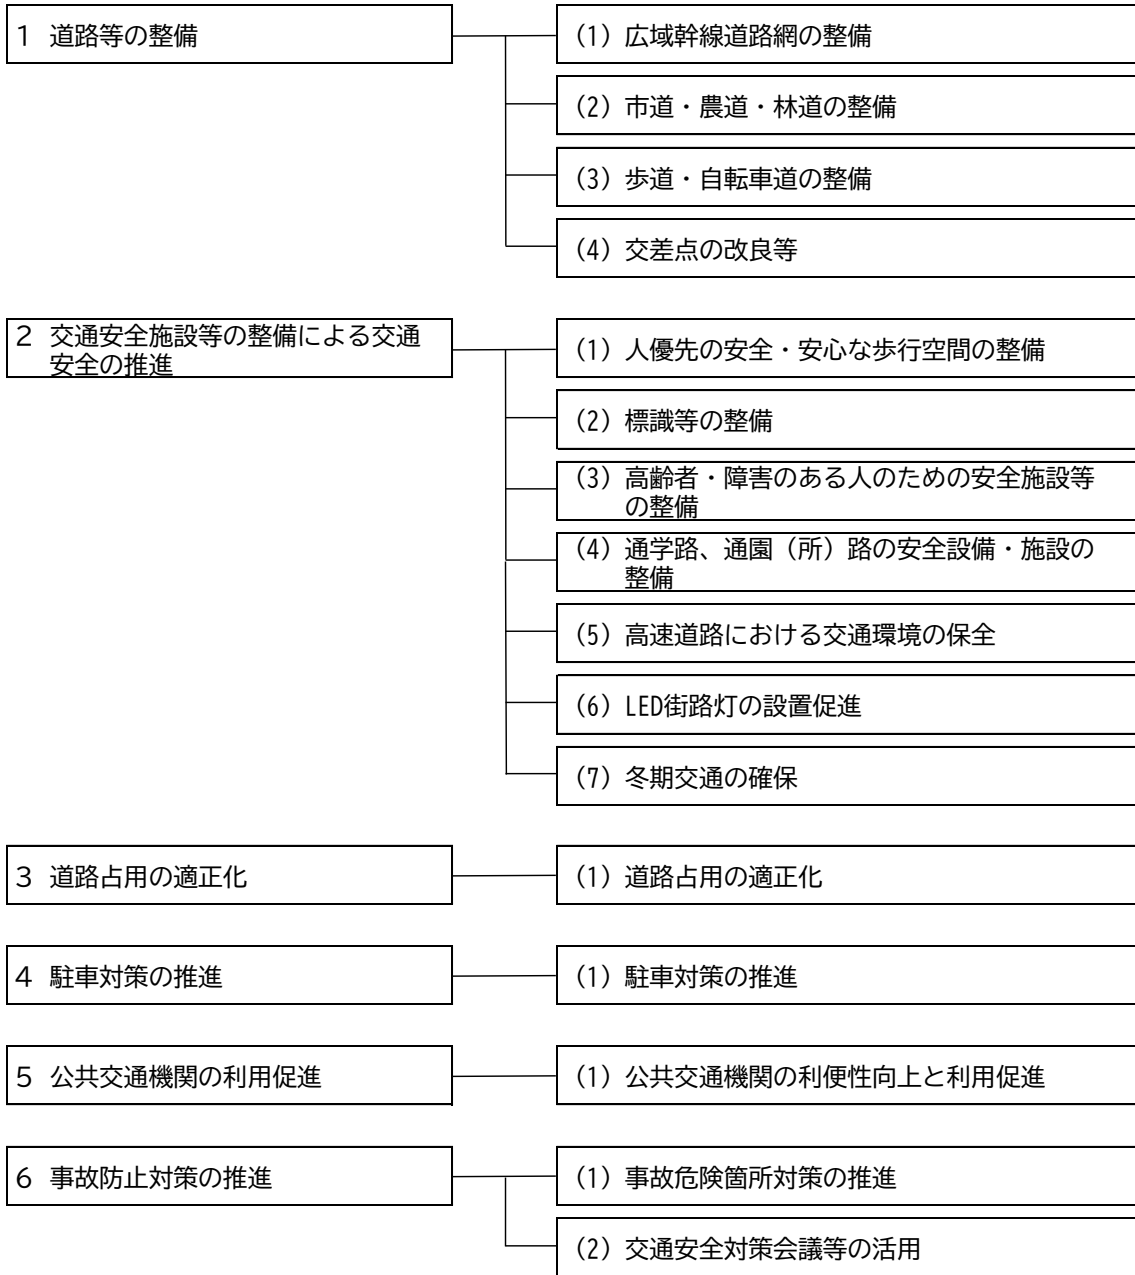 1 道路等の整備
(1) 広域幹線道路網の整備
(2) 市道・農道・林道の整備
(3) 歩道・自転車道の整備
(4) 交差点の改良等
2 交通安全施設等の整備による交通
安全の推進
(1) 人優先の安全・安心な歩行空間の整備
(2) 標識等の整備
(3) 高齢者・障害のある人のための安全施設等
の整備
(4) 通学路、通園（所）路の安全設備・施設の
整備
(5) 高速道路における交通環境の保全
(6) LED街路灯の設置促進
(7) 冬期交通の確保
3 道路占用の適正化
(1) 道路占用の適正化
4 駐車対策の推進
(1) 駐車対策の推進
5 公共交通機関の利用促進
(1) 公共交通機関の利便性向上と利用促進
6 事故防止対策の推進
(1) 事故危険箇所対策の推進
(2) 交通安全対策会議等の活用